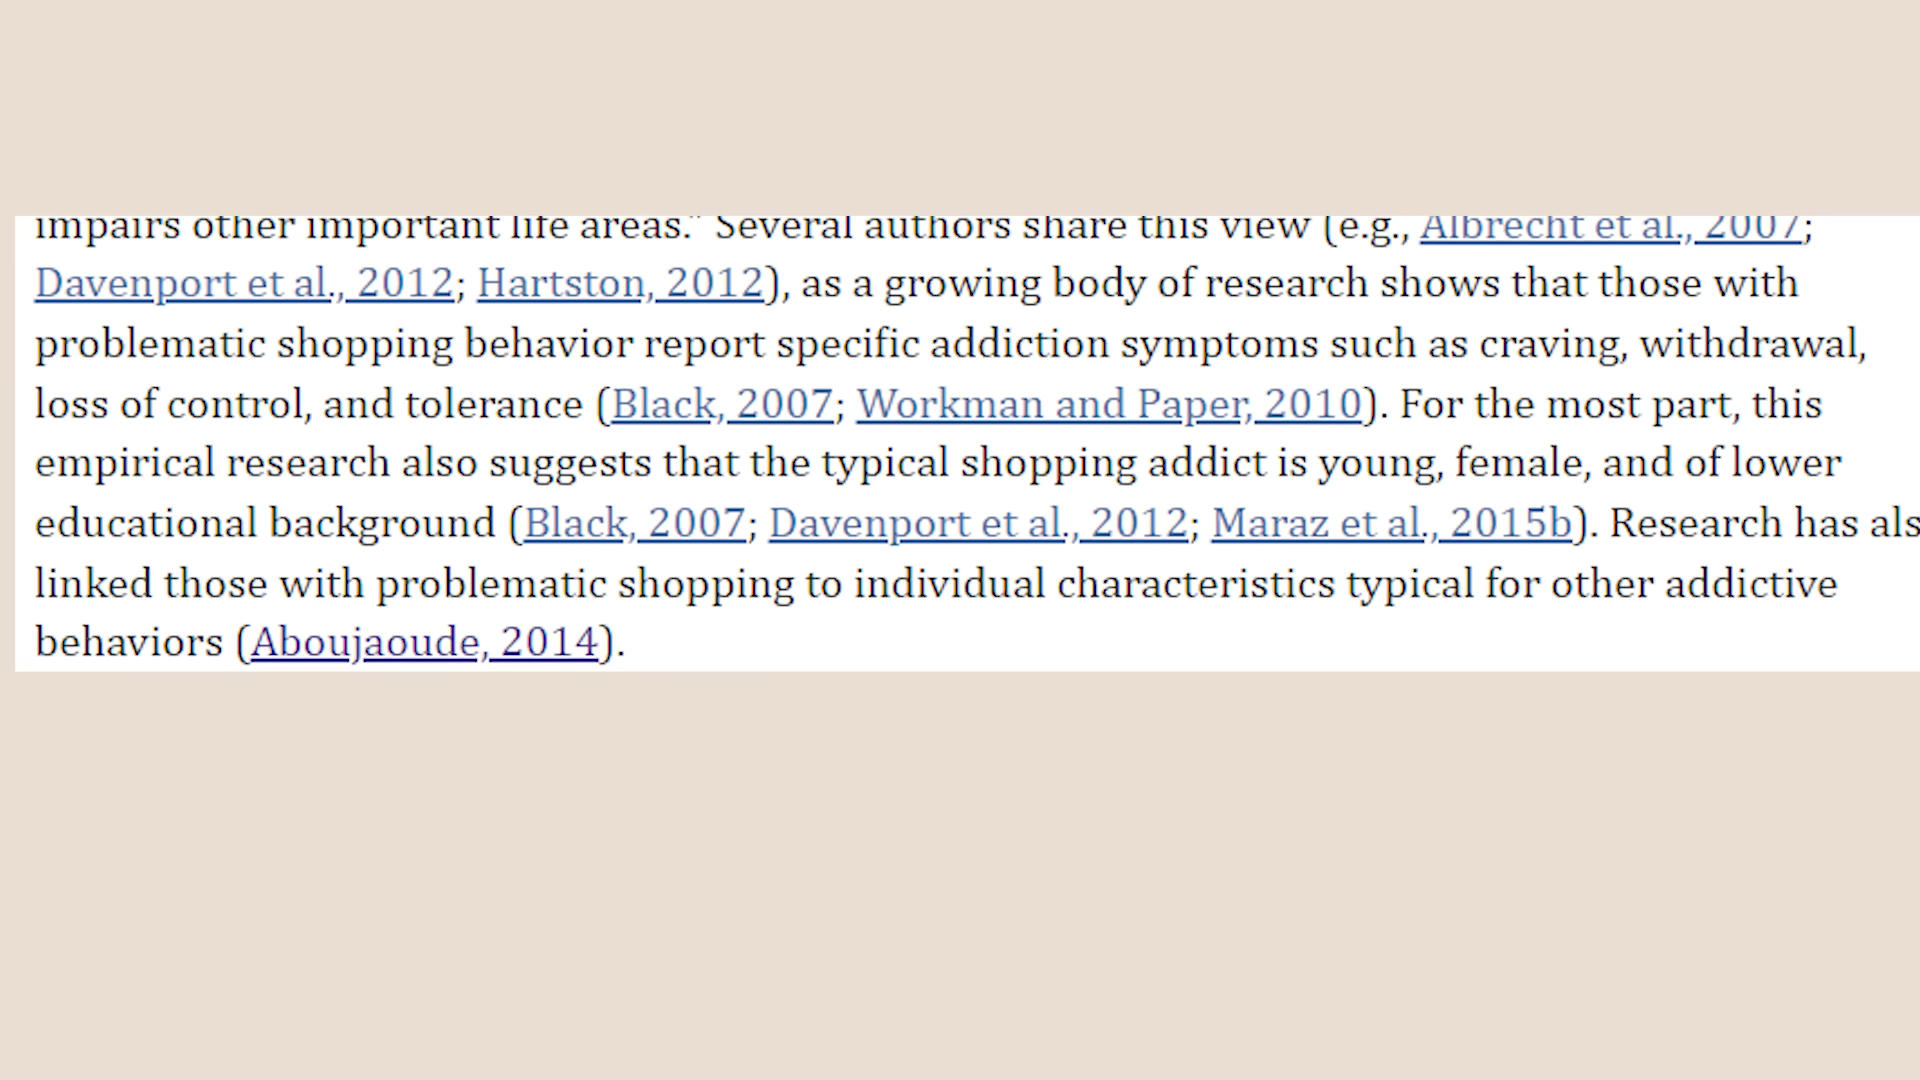 impairs other important life areas.” Several authors share this view (e.g., Albrecht et al., 2007;
Davenport et al., 2012; Hartston, 2012), as a growing body of research shows that those with
problematic shopping behavior report specific addiction symptoms such as craving, withdrawal,
loss of control, and tolerance (Black, 2007; Workman and Paper, 2010). For the most part, this
empirical research also suggests that the typical shopping addict is young, female, and of lower
educational background (Black, 2007; Davenport et al., 2012; Maraz et al., 2015b). Research has als
linked those with problematic shopping to individual characteristics typical for other addictive
behaviors (Aboujaoude, 2014).